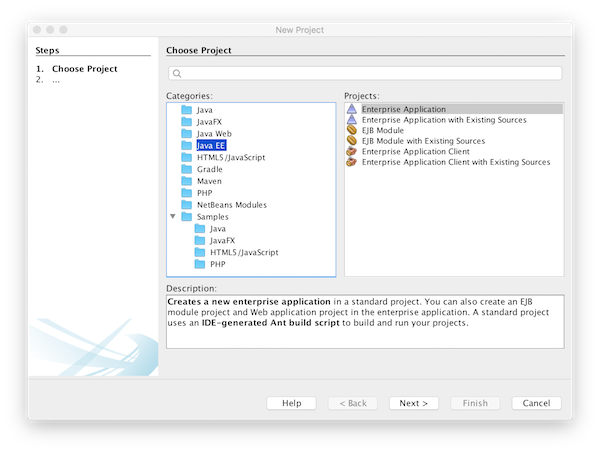 New Project
Steps
1. Choose Project
2. ...
Choose Project
Categories:
Java
JavaFX
Java Web
Java EE
HTML5/JavaScript
Gradle
Maven
PHP
NetBeans Modules
Samples
Java
JavaFX
HTML5/JavaScript
PHP
Projects:
Enterprise Application
Enterprise Application with Existing Sources
EJB Module
EJB Module with Existing Sources
Enterprise Application Client
Enterprise Application Client with Existing Sources
Description:
Creates a new enterprise application in a standard project. You can also create an EJB
module project and Web application project in the enterprise application. A standard project
uses an IDE-generated Ant build script to build and run your projects.
Help
< Back
Next >
Finish
Cancel